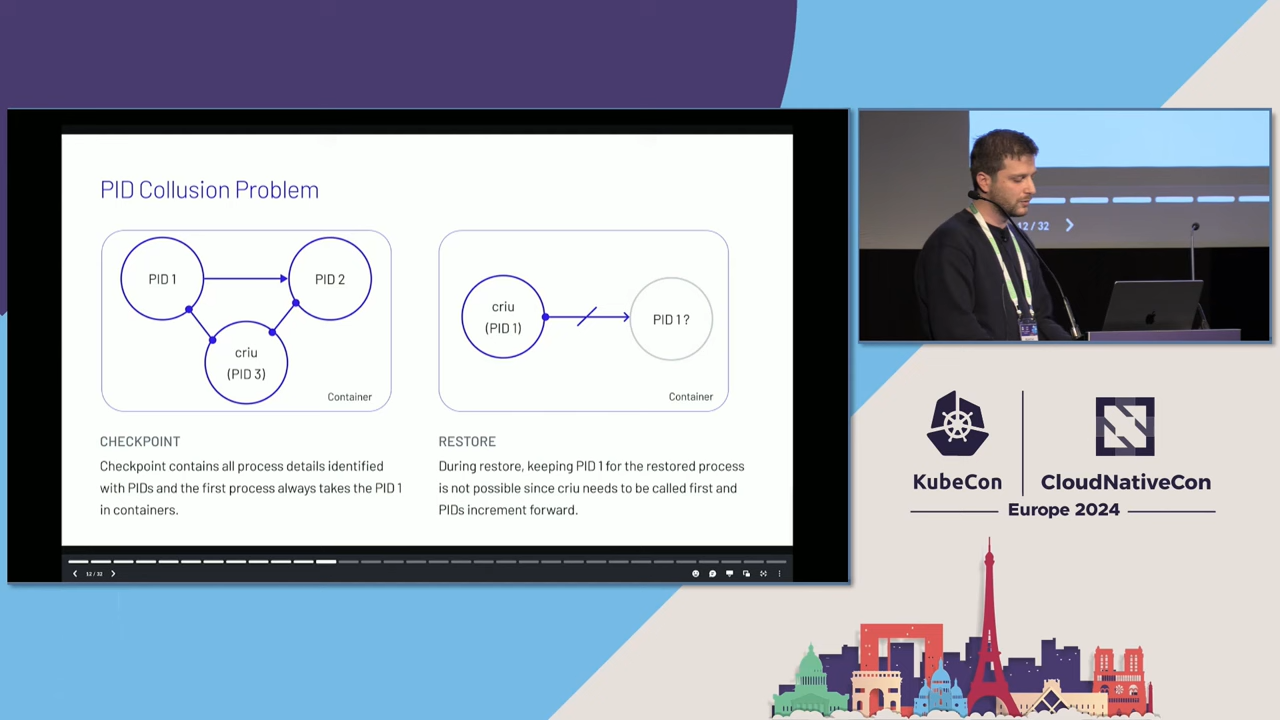 PID Collusion Problem
PID 1
PID 2
criu
(PID 3)
Container
criu
(PID 1)
PID 1?
Container
CHECKPOINT
Checkpoint contains all process details identified
with PIDs and the first process always takes the PID 1
in containers.
RESTORE
During restore, keeping PID 1 for the restored process
is not possible since criu needs to be called first and
PIDs increment forward.
12 / 32
12 / 32
KubeCon
CloudNativeCon
Europe 2024